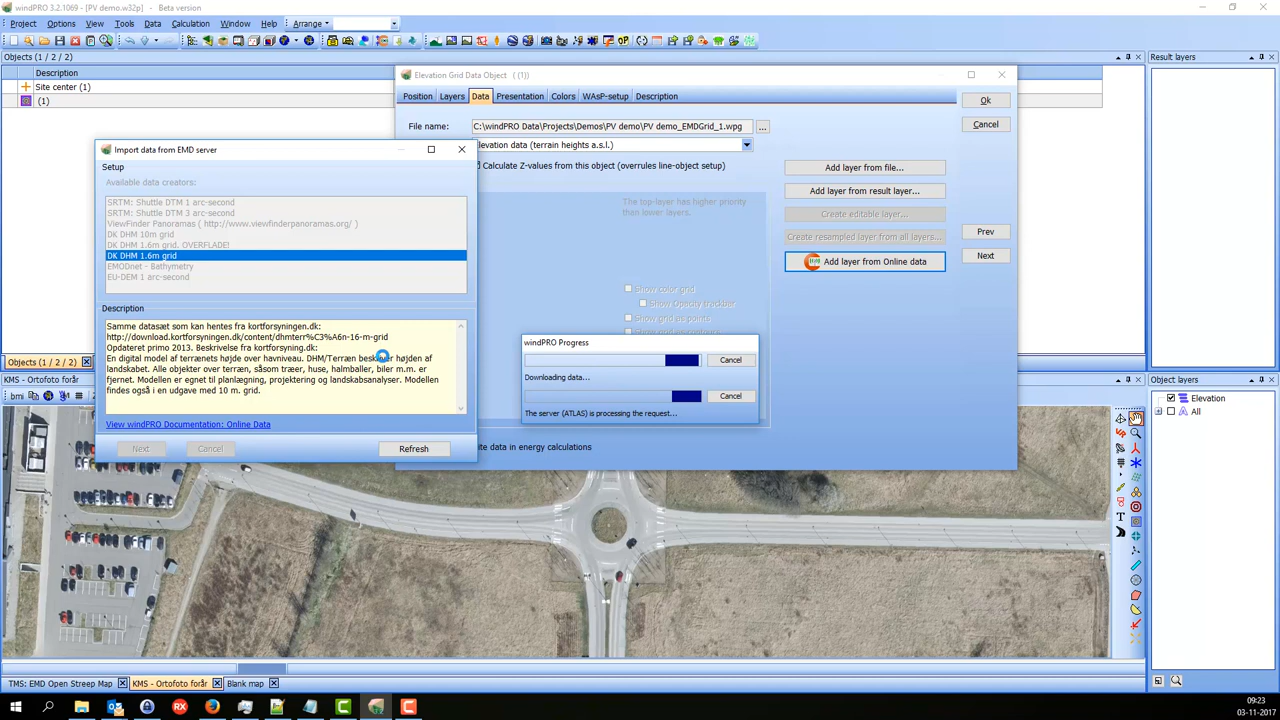 windPRO 3.2.1069 - [PV demo.w32p] - Beta version
Project Options View Tools Data Calculation Window Help Arrange
Objects (1 / 2 / 2)
Result layers
Description
Site center (1)
(1)
Elevation Grid Data Object ( (1))
Position Layers Data Presentation Colors WAsP-setup Description
Ok
Cancel
Prev
Next
File name: C:\windPRO Data\Projects\Demos\PV demo\PV demo_EMDGrid_1.wpg ...
levation data (terrain heights a.s.l.)
Calculate Z-values from this object (overrules line-object setup)
The top-layer has higher priority
then lower layers.
Add layer from file...
Add layer from result layer...
Create editable layer...
Create resampled layer from all layers...
Add layer from Online data
Show color grid
Show Opacity trackbar
Show grid as points
te data in energy calculations
Import data from EMD server
Setup
Available data creators:
SRTM: Shuttle DTM 1 arc-second
SRTM: Shuttle DTM 3 arc-second
ViewFinder Panoramas ( http://www.viewfinderpanoramas.org/ )
DK DHM 10m grid
DK DHM 1.6m grid. OVERFLADE!
DK DHM 1.6m grid
EMODnet - Bathymetry
EU-DEM 1 arc-second
Description
Samme datasæt som kan hentes fra kortforsyningen.dk:
http://download.kortforsyningen.dk/content/dhmterr%C3%A6n-16-m-grid
Opdateret primo 2013. Beskrivelse fra kortforsyning.dk:
En digital model af terrænets højde over havniveau. DHM/Terræn beskriver højden af
landskabet. Alle objekter over terræn, såsom træer, huse, halmballer, biler m.m. er
fjernet. Modellen er egnet til planlægning, projektering og landskabsanalyser. Modellen
findes også i en udgave med 10 m. grid.
View windPRO Documentation: Online Data
Next
Cancel
Refresh
windPRO Progress
Cancel
Downloading data...
Cancel
The server (ATLAS) is processing the request...
Objects (1 / 2 / 2)
KMS - Ortofoto forår
bmi
Object layers
Elevation
All
TMS: EMD Open Streep Map
KMS - Ortofoto forår
Blank map
09:23
03-11-2017